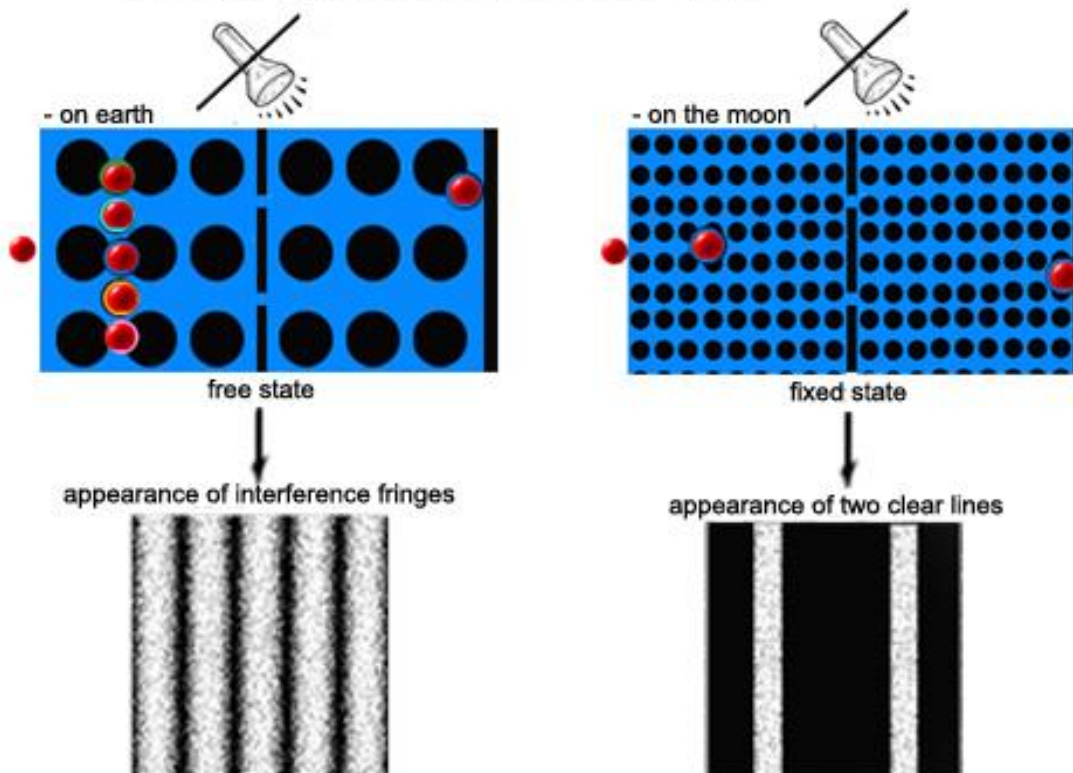 - on earth
- on the moon
free state
fixed state
appearance of interference fringes
appearance of two clear lines